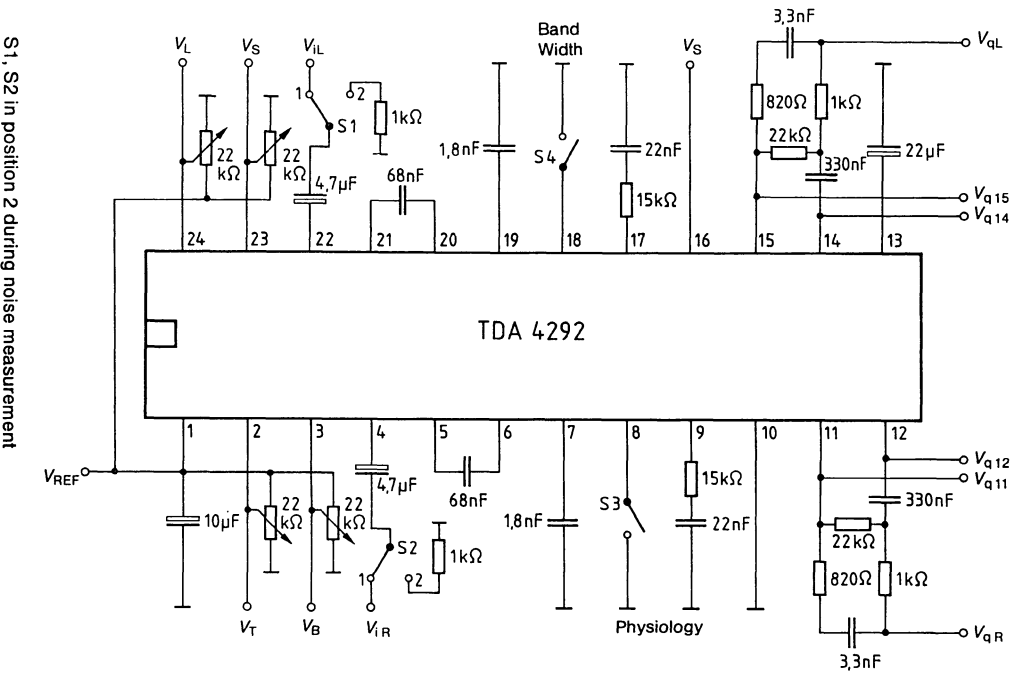 S1, S2 in position 2 during noise measurement
3,3nF
Band
Width
VL
VS
ViL
VS
VqL
1
2
S1
1kΩ
820Ω
1kΩ
22
kΩ
22
kΩ
1,8nF
S4
22nF
22kΩ
22µF
4,7µF
68nF
330nF
15kΩ
Vq15
Vq14
24
23
22
21
20
19
18
17
16
15
14
13
TDA 4292
1
2
3
4
5
6
7
8
9
10
11
12
VREF
4,7µF
68nF
15kΩ
Vq12
Vq11
10µF
22
kΩ
22
kΩ
1,8nF
S3
22nF
330nF
22kΩ
S2
1kΩ
1
2
820Ω
1kΩ
VT
VB
ViR
Physiology
VqR
3,3nF